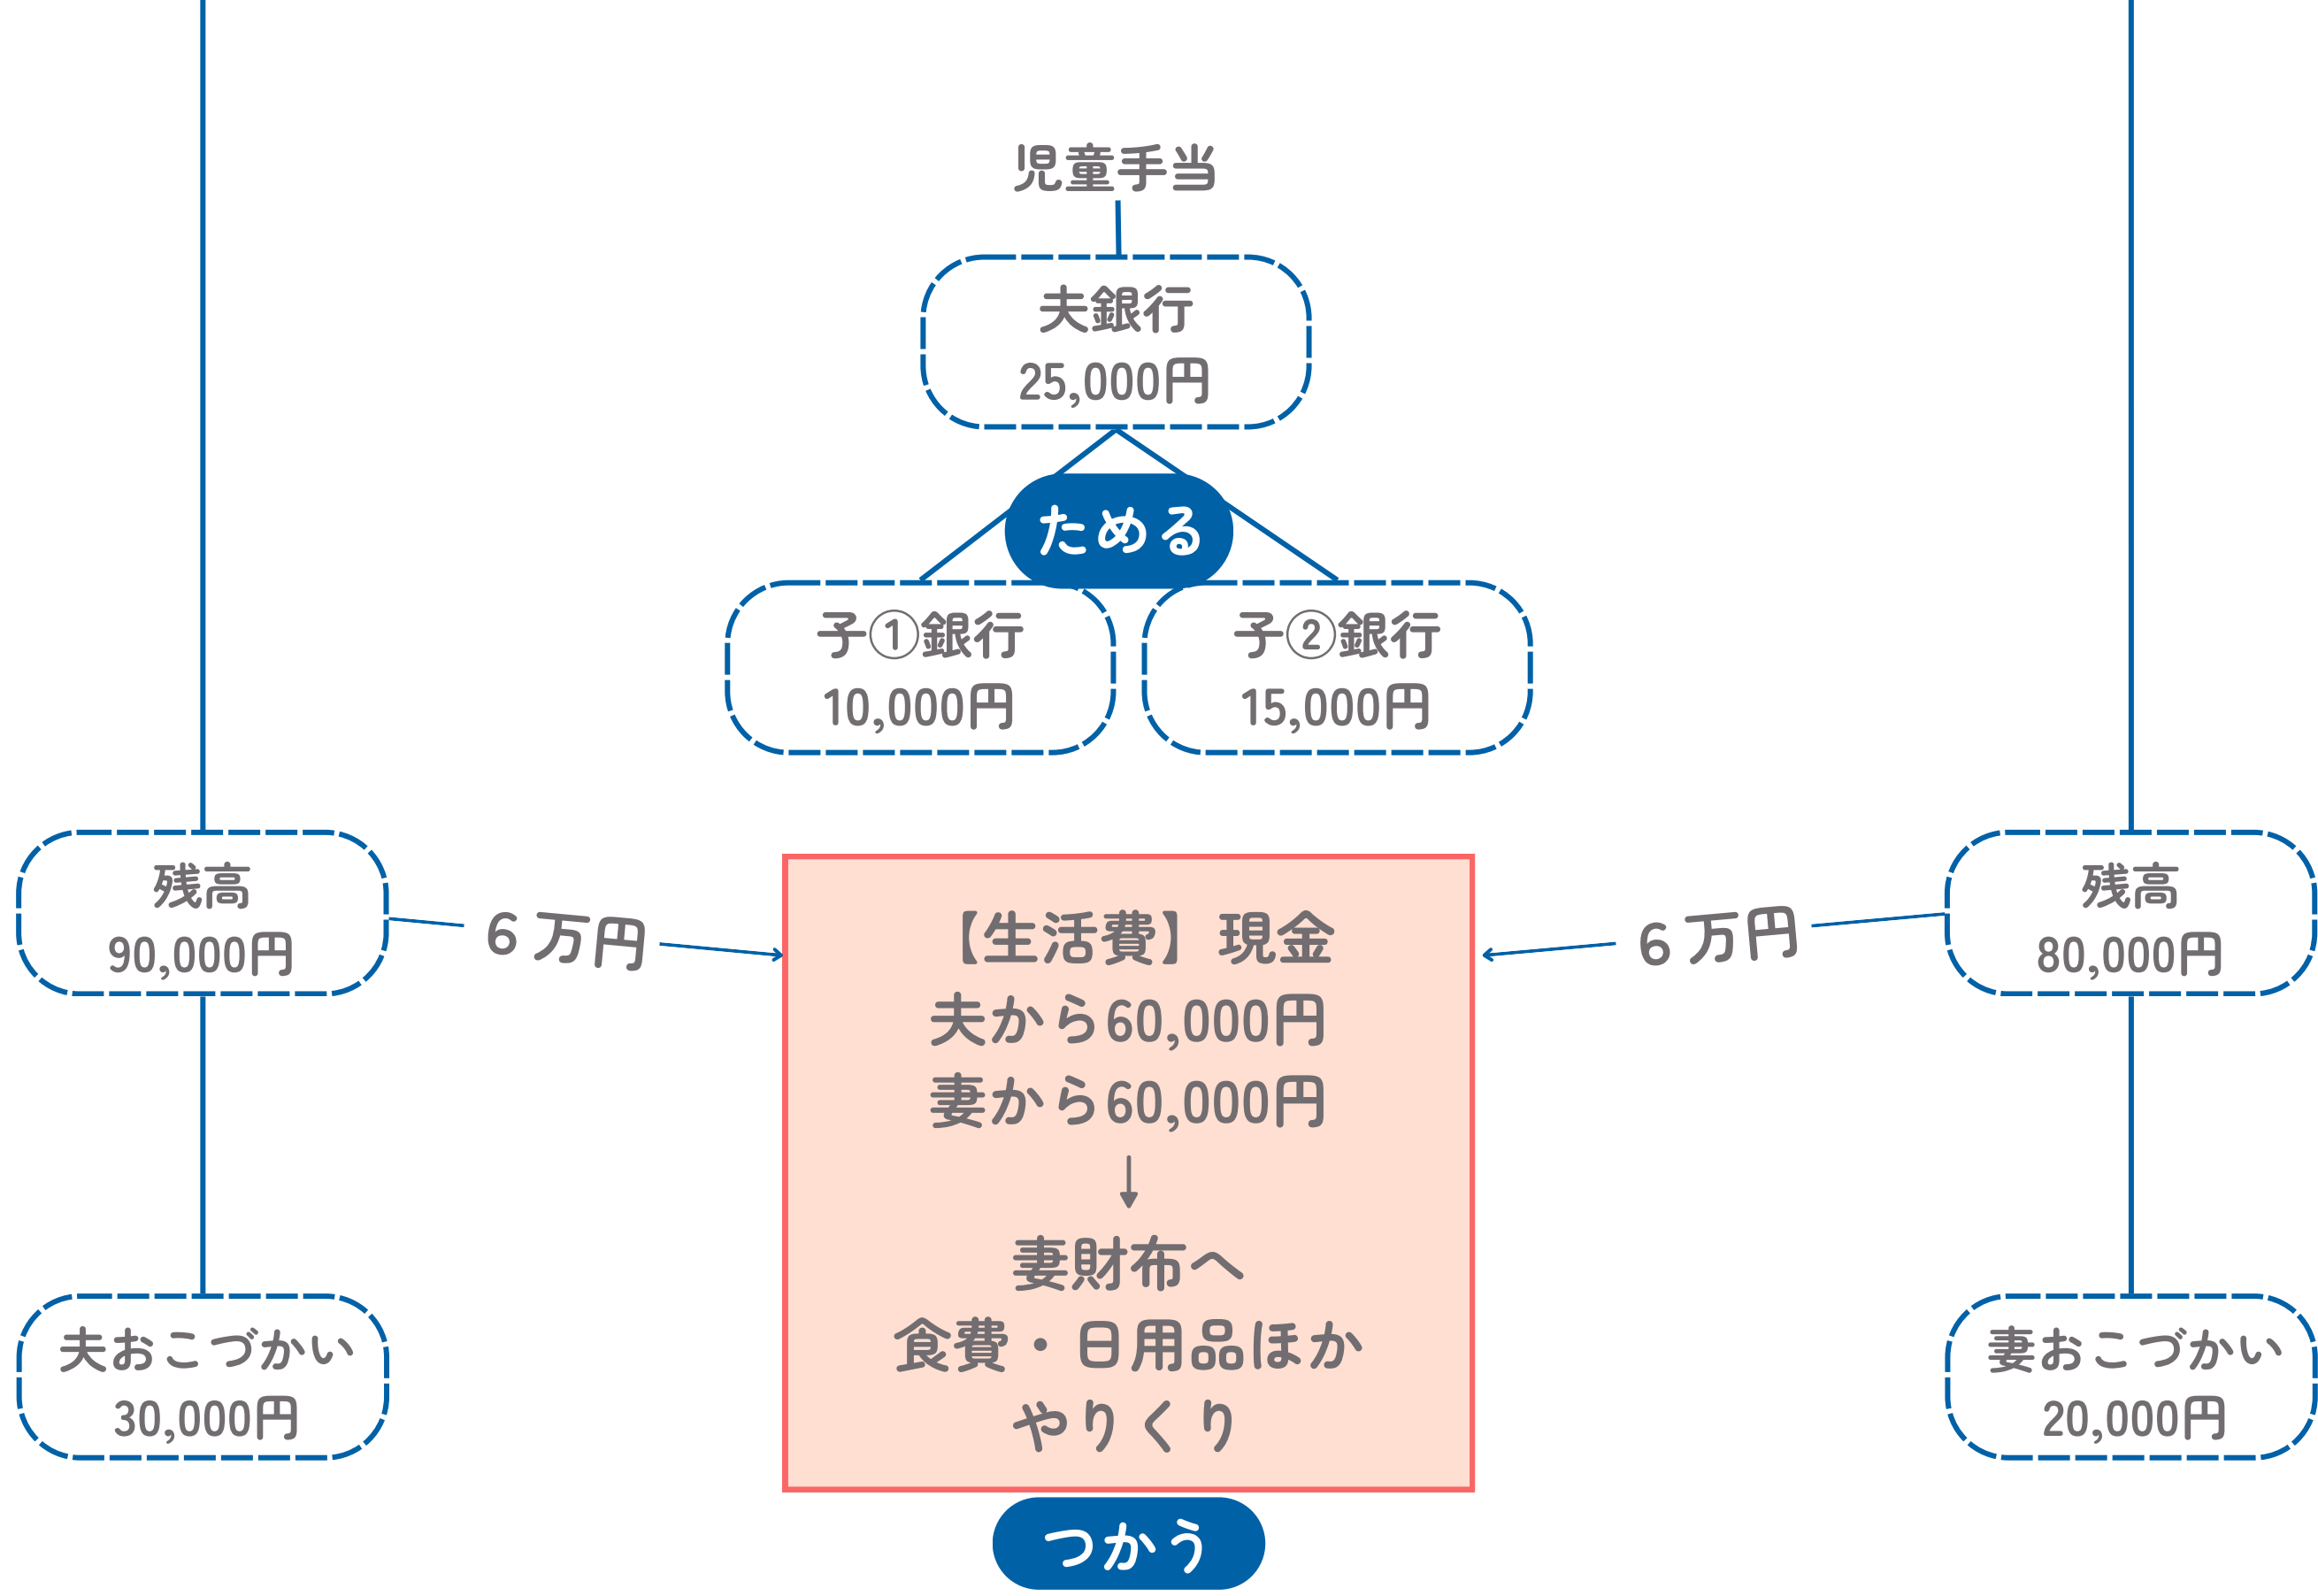 児童手当
夫銀行
25,000円
ためる
子①銀行
10,000円
子②銀行
15,000円
残高
90,000円
6万円
【生活費】現金
夫から60,000円
妻から60,000円
妻財布へ
食費・日用品ほか
やりくり
6万円
残高
80,000円
夫おこづかい
30,000円
妻おこづかい
20,000円
つかう